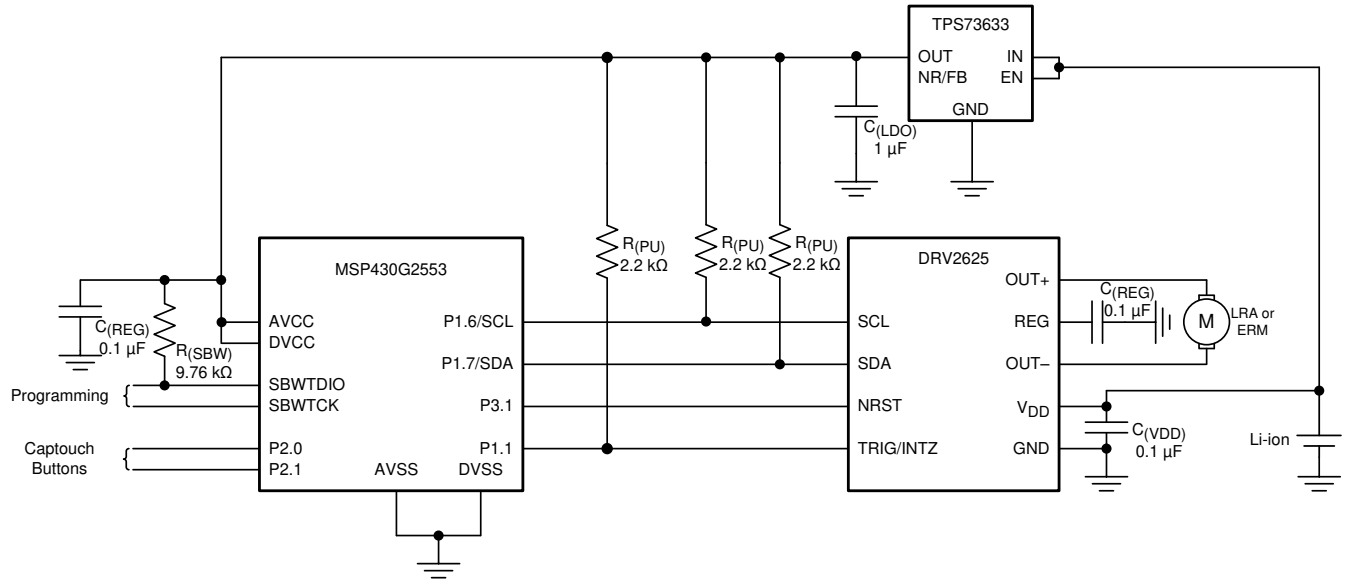 TPS73633
OUT
IN
NR/FB
EN
GND
C(LDO)
1 µF
R(PU)
2.2 kΩ
R(PU)
2.2 kΩ
R(PU)
2.2 kΩ
MSP430G2553
AVCC
DVCC
SBWTDIO
SBWTCK
P2.0
P2.1
AVSS
DVSS
P1.6/SCL
P1.7/SDA
P3.1
P1.1
C(REG)
0.1 µF
R(SBW)
9.76 kΩ
Programming
Captouch
Buttons
DRV2625
SCL
SDA
NRST
TRIG/INTZ
OUT+
REG
OUT–
VDD
GND
C(REG)
0.1 µF
M
LRA or
ERM
C(VDD)
0.1 µF
Li-ion